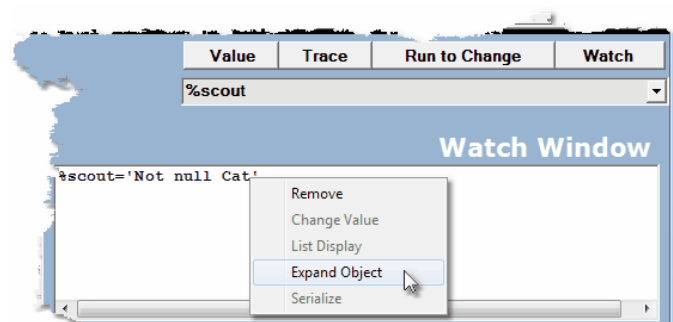 Value Trace Run to Change Watch
%scout
Watch Window
%scout='Not null Cat'
Remove
Change Value
List Display
Expand Object
Serialize